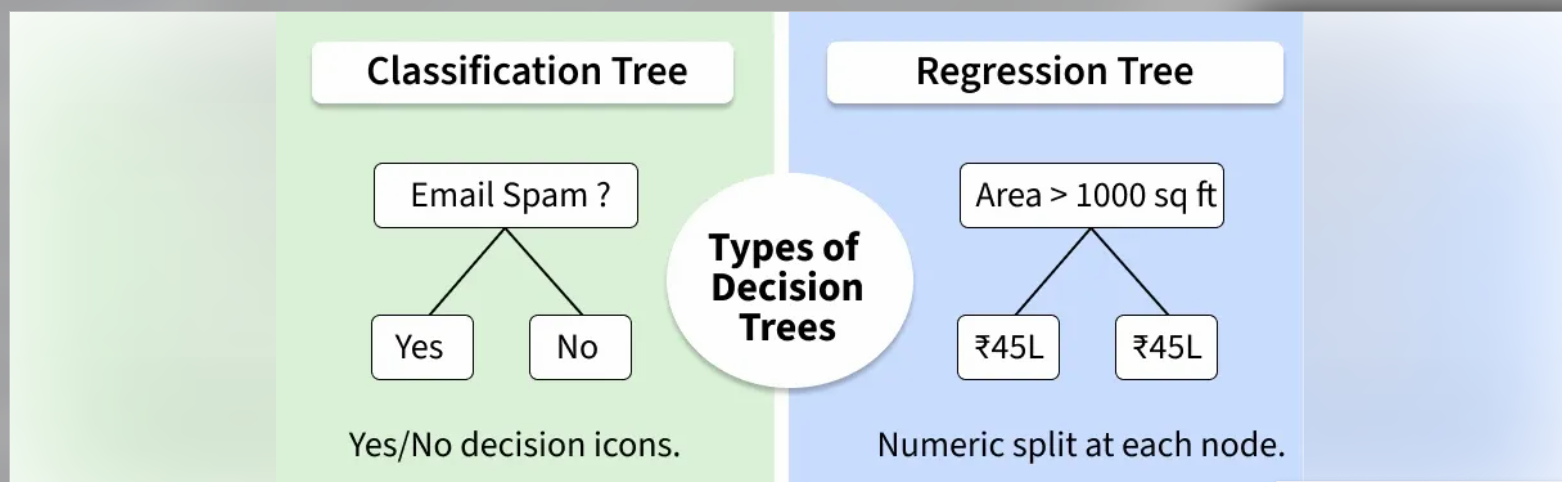 Classification Tree
Email Spam ?
Yes
No
Yes/No decision icons.
Types of
Decision
Trees
Regression Tree
Area > 1000 sq ft
₹45L
₹45L
Numeric split at each node.